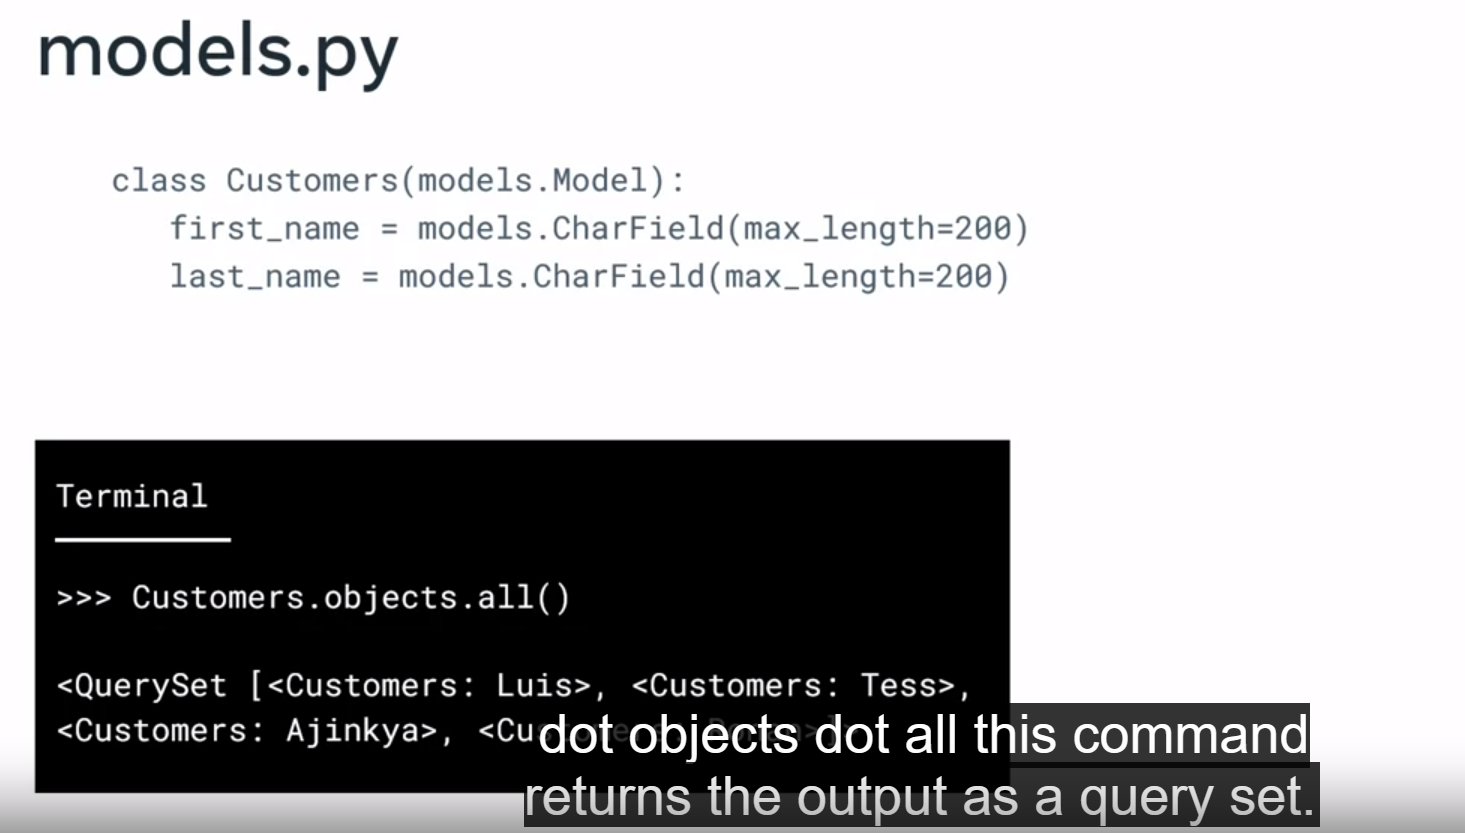 models.py
class Customers(models.Model):
first_name = models.CharField(max_length=200)
last_name = models.CharField(max_length=200)
Terminal
>>> Customers.objects.all()
<QuerySet [<Customers: Luis>, <Customers: Tess>,
<Customers: Ajinkya>, <Cu
dot objects dot all this command
returns the output as a query set.